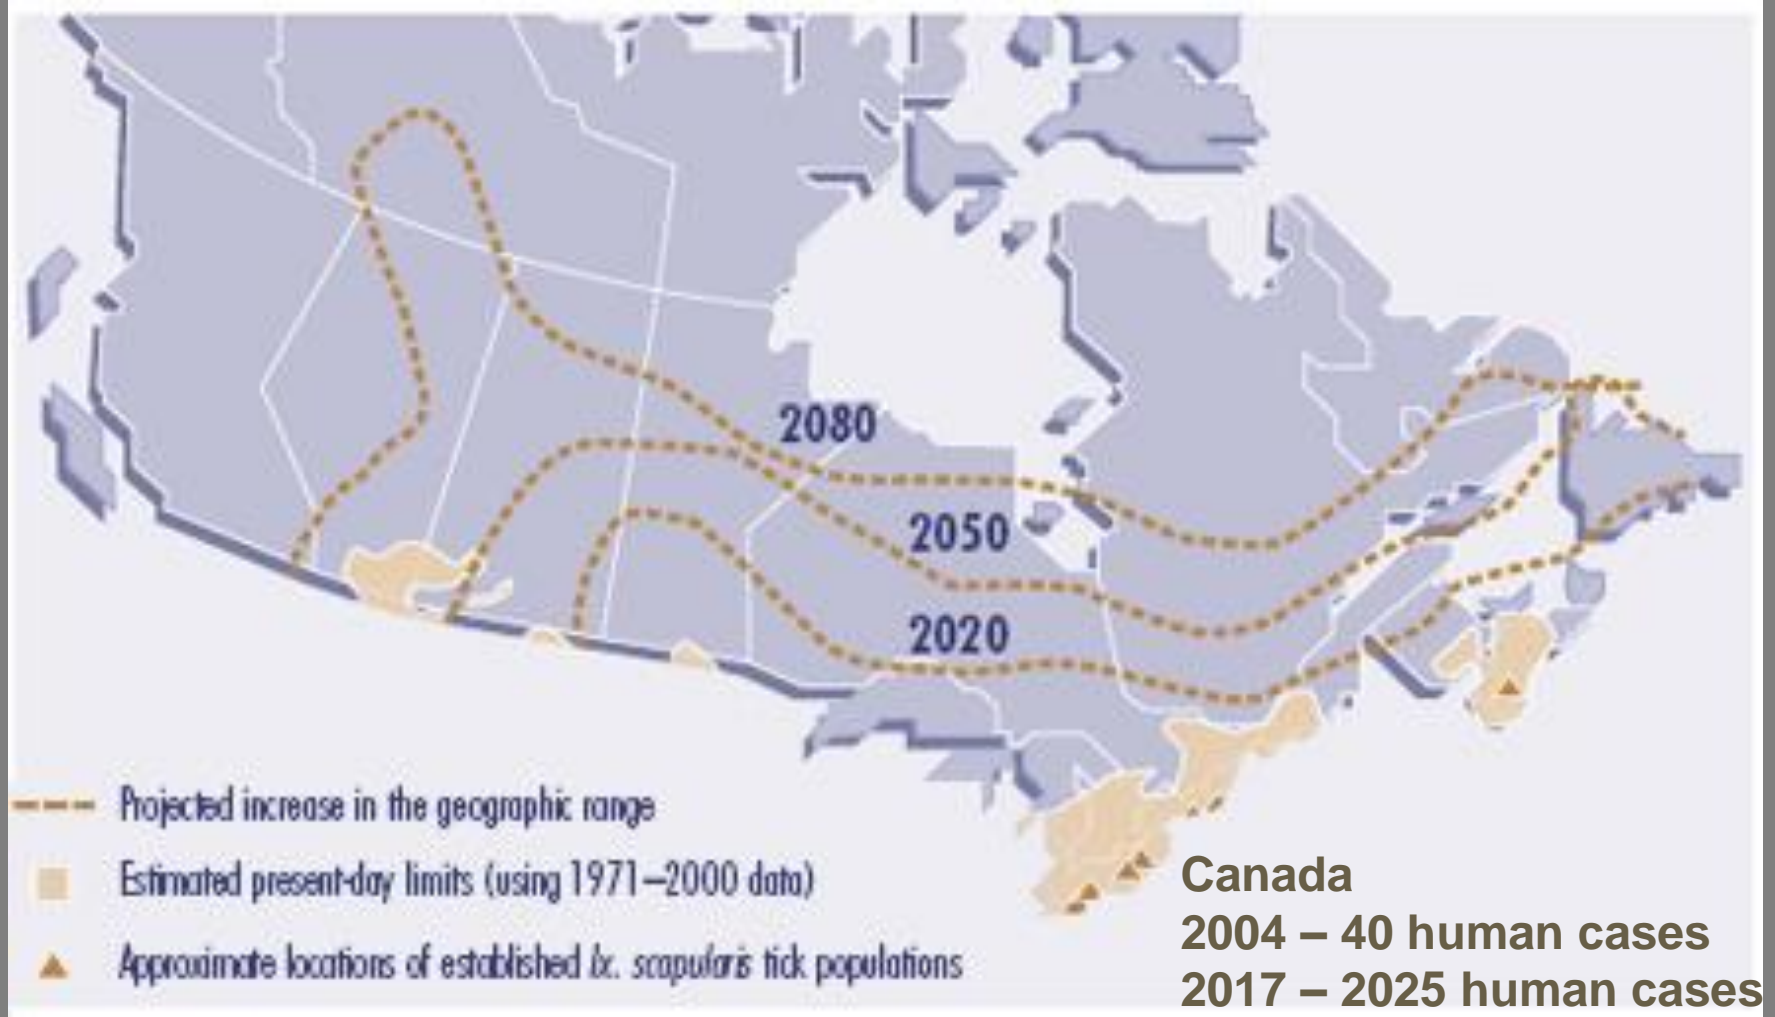 2080
2050
2020
Projected increase in the geographic range
Estimated present-day limits (using 1971–2000 data)
Approximate locations of established Ix. scapularis tick populations
Canada
2004 – 40 human cases
2017 – 2025 human cases